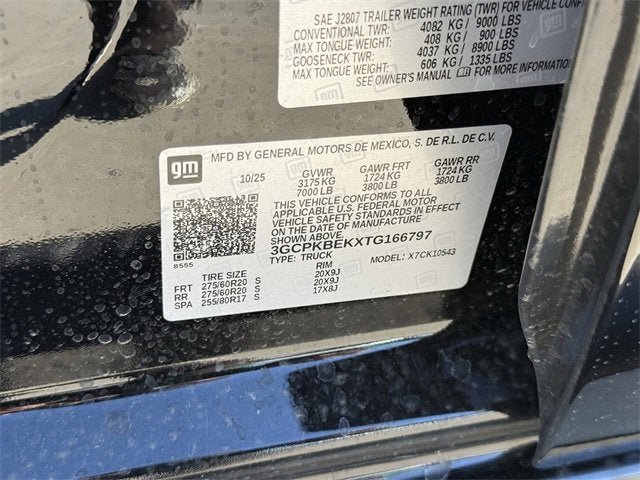 SAE J2807 TRAILER WEIGHT RATING (TWR) FOR VEHICLE
CONVENTIONAL TWR: 4082 KG / 9000 LBS
MAX TONGUE WEIGHT: 408 KG / 900 LBS
GOOSENECK TWR: 4037 KG / 8900 LBS
MAX TONGUE WEIGHT: 606 KG / 1335 LBS
SEE OWNER'S MANUAL gm FOR MORE INFORMATION
gm MFD BY GENERAL MOTORS DE MEXICO, S. DE R.L. DE C.V.
10/25 GVWR GAWR FRT GAWR RR
3175 KG 1724 KG 1724 KG
7000 LB 3800 LB 3800 LB
THIS VEHICLE CONFORMS TO ALL
APPLICABLE U.S. FEDERAL MOTOR
VEHICLE SAFETY STANDARDS IN EFFECT
ON THE DATE OF MANUFACTURE
SHOWN ABOVE.
3GCPKBEKXTG166797
8555 TYPE: TRUCK MODEL: X7CK10543
TIRE SIZE RIM
FRT 275/60R20 S 20X9J
RR 275/60R20 S 20X9J
SPA 255/80R17 S 17X8J